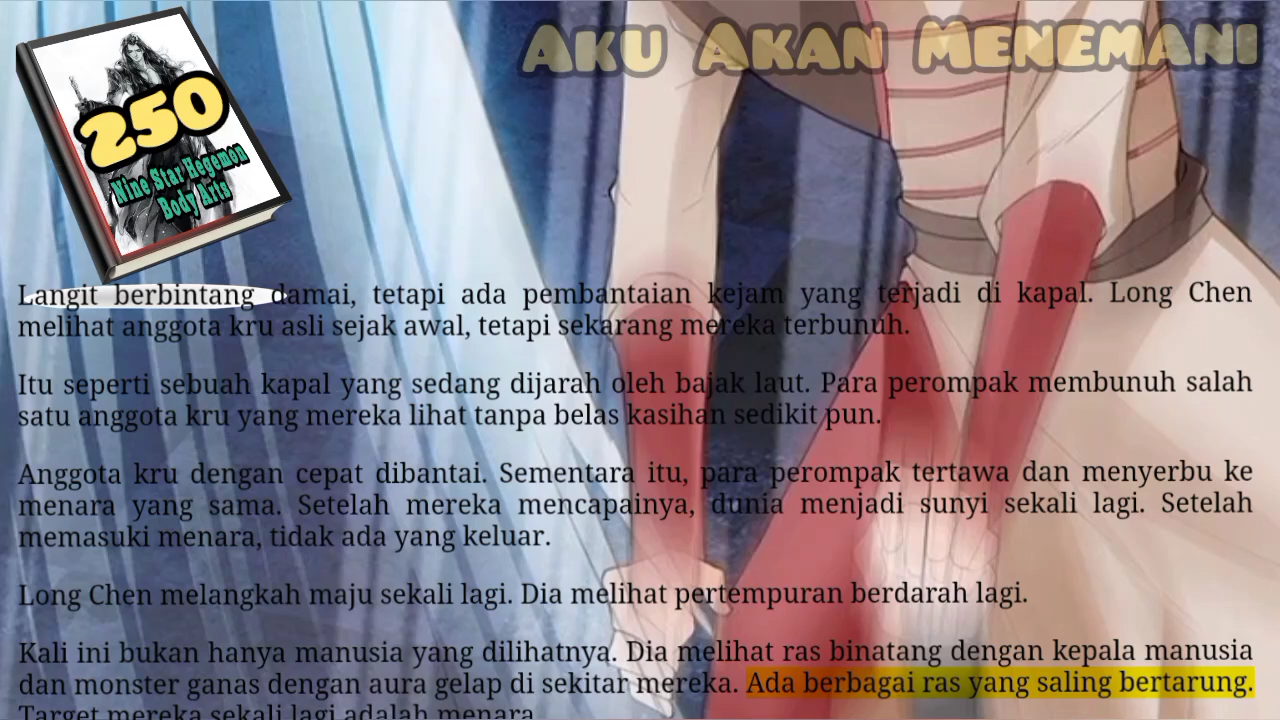 Aku Akan Menemani
250
Nine Star Hegemon
Body Arts
Langit berbintang damai, tetapi ada pembantaian kejam yang terjadi di kapal. Long Chen
melihat anggota kru asli sejak awal, tetapi sekarang mereka terbunuh.
Itu seperti sebuah kapal yang sedang dijarah oleh bajak laut. Para perompak membunuh salah
satu anggota kru yang mereka lihat tanpa belas kasihan sedikit pun.
Anggota kru dengan cepat dibantai. Sementara itu, para perompak tertawa dan menyerbu ke
menara yang sama. Setelah mereka mencapainya, dunia menjadi sunyi sekali lagi. Setelah
memasuki menara, tidak ada yang keluar.
Long Chen melangkah maju sekali lagi. Dia melihat pertempuran berdarah lagi.
Kali ini bukan hanya manusia yang dilihatnya. Dia melihat ras binatang dengan kepala manusia
dan monster ganas dengan aura gelap di sekitar mereka. Ada berbagai ras yang saling bertarung.
Target mereka sekali lagi adalah menara